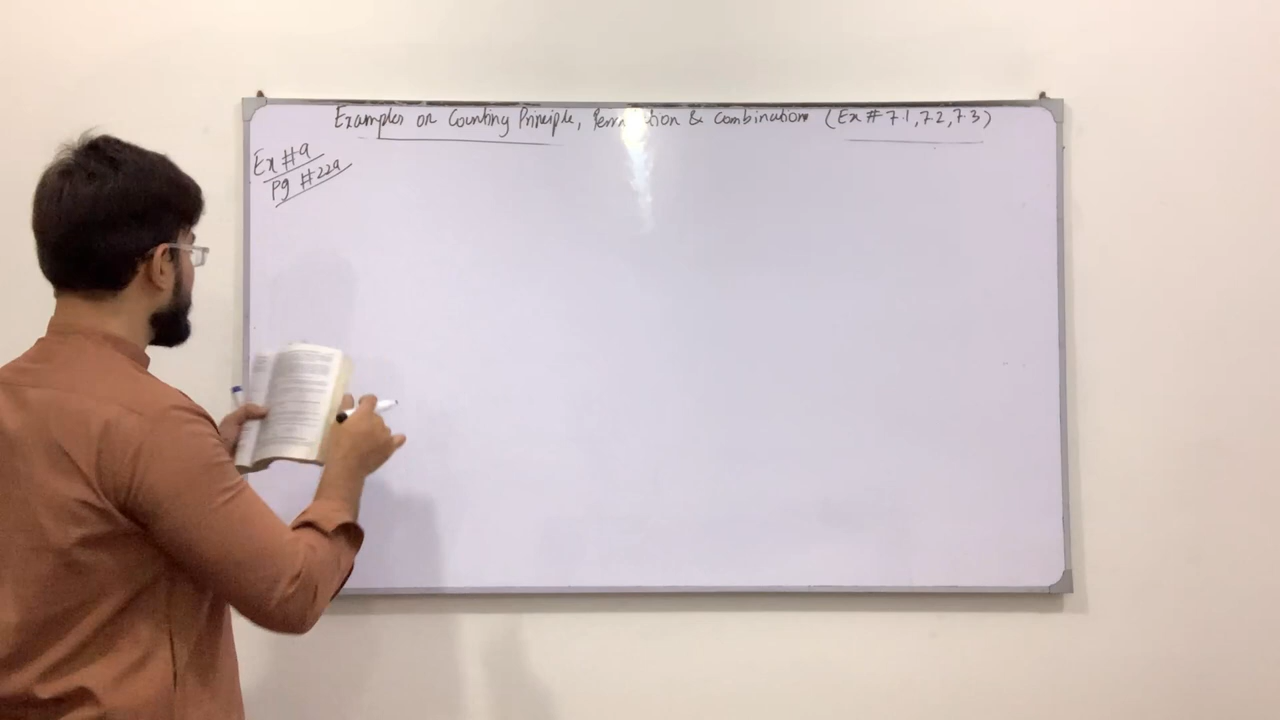 Examples on Counting Principle, Permutation & Combination (Ex # 7.1, 7.2, 7.3)
Ex #9
Pg #229